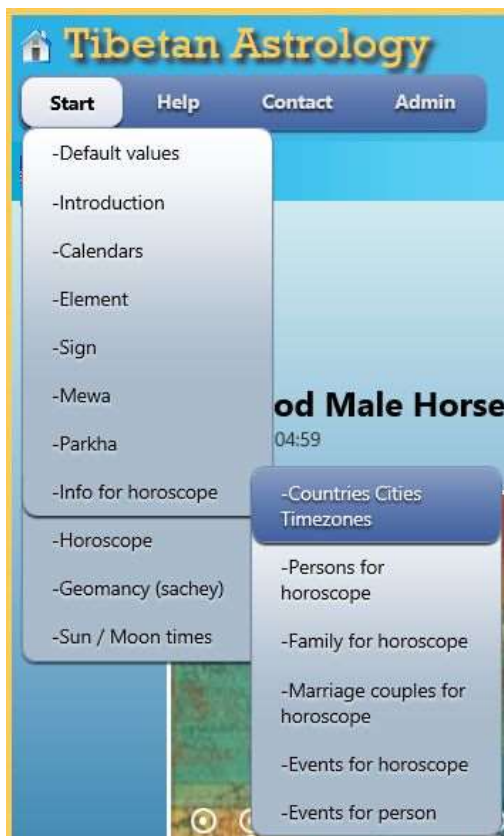 Tibetan Astrology
Start Help Contact Admin
-Default values
-Introduction
-Calendars
-Element
-Sign
-Mewa
-Parkha
-Info for horoscope
-Horoscope
-Geomancy (sachey)
-Sun / Moon times
od Male Horse
04:59
-Countries Cities
Timezones
-Persons for
horoscope
-Family for horoscope
-Marriage couples for
horoscope
-Events for horoscope
-Events for person